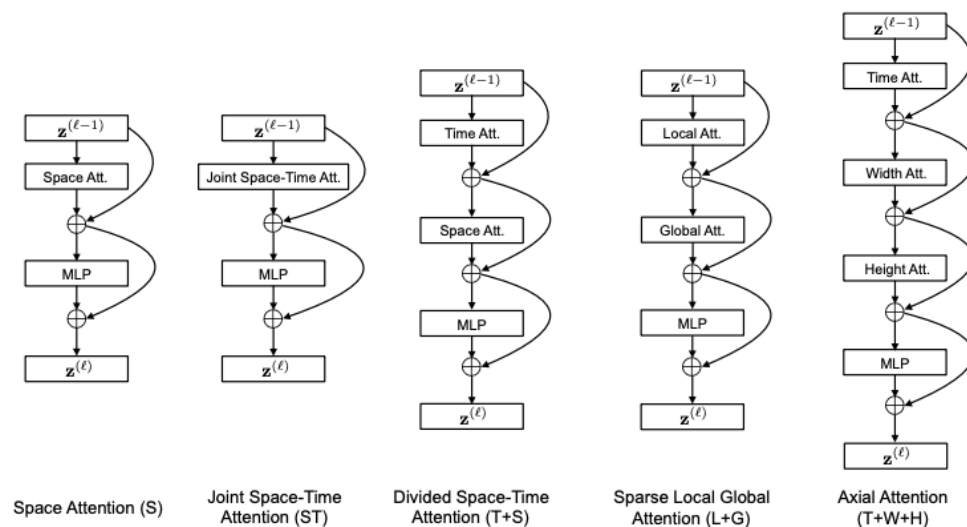 z^(ℓ−1)
Space Att.
MLP
z^(ℓ)
Space Attention (S)
z^(ℓ−1)
Joint Space-Time Att.
MLP
z^(ℓ)
Joint Space-Time
Attention (ST)
z^(ℓ−1)
Time Att.
Space Att.
MLP
z^(ℓ)
Divided Space-Time
Attention (T+S)
z^(ℓ−1)
Local Att.
Global Att.
MLP
z^(ℓ)
Sparse Local Global
Attention (L+G)
z^(ℓ−1)
Time Att.
Width Att.
Height Att.
MLP
z^(ℓ)
Axial Attention
(T+W+H)